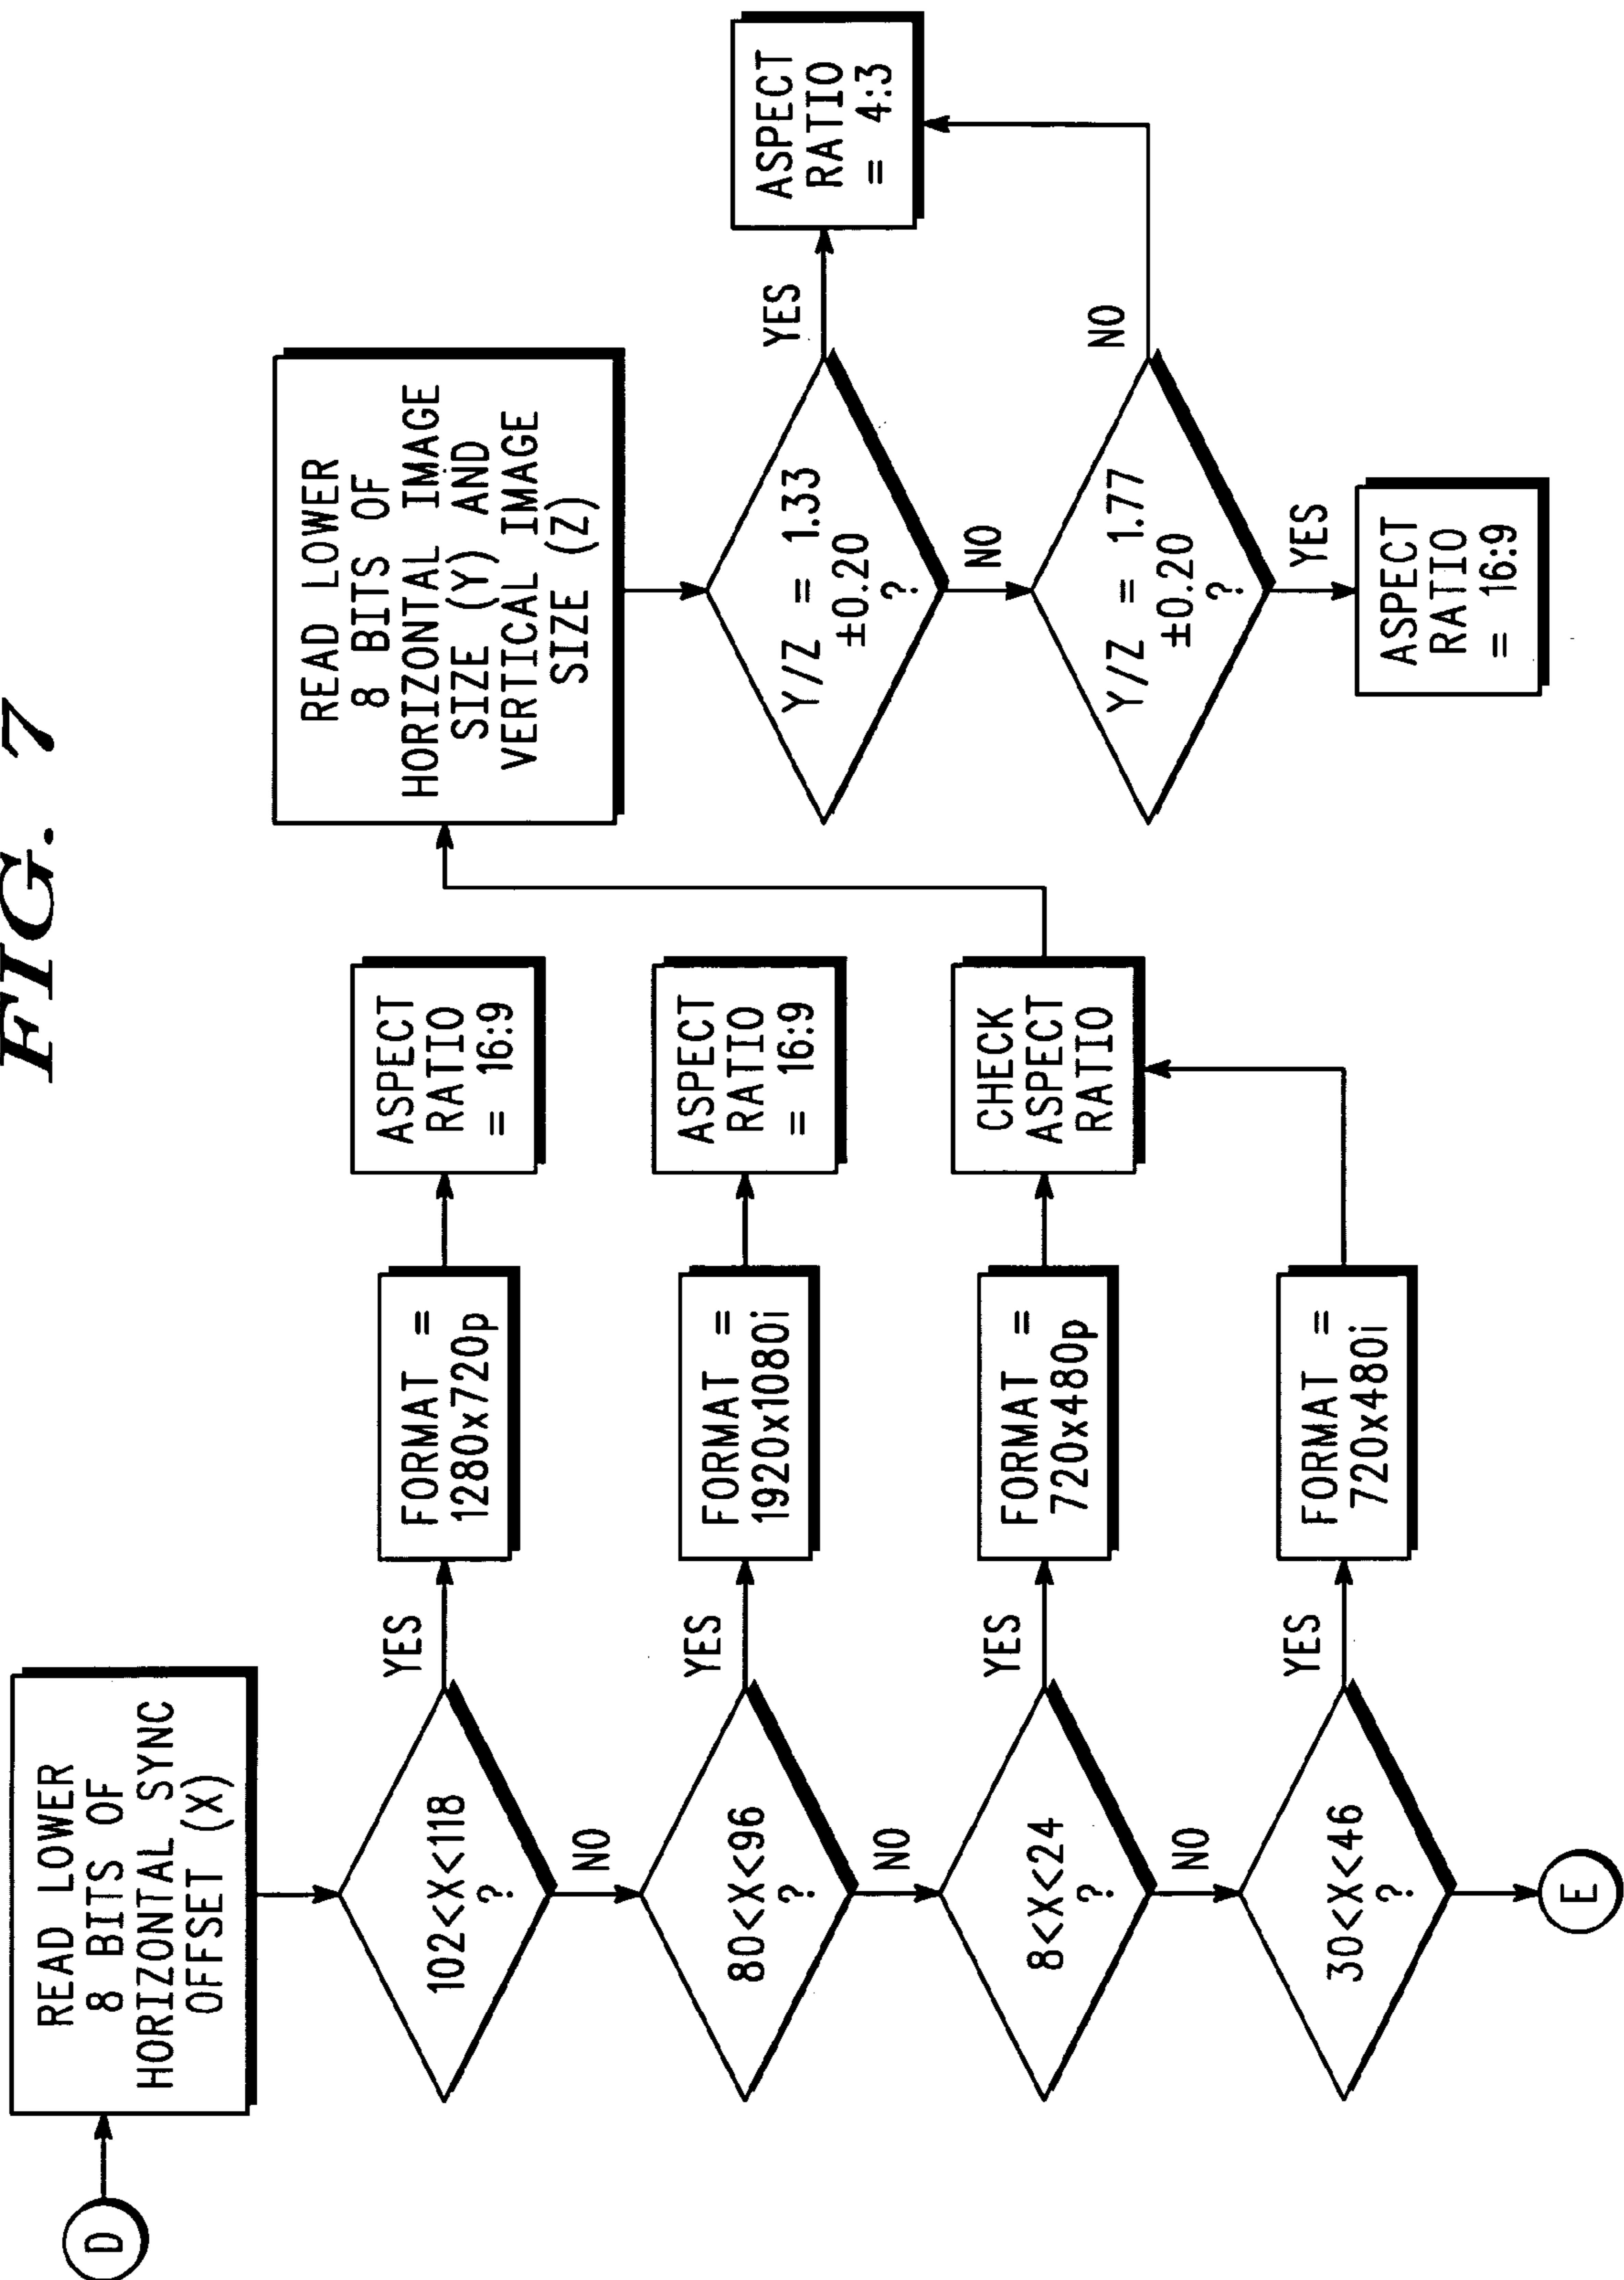 FIG. 7
D
READ LOWER
8 BITS OF
HORIZONTAL SYNC
OFFSET (X)
102<X<118
?
YES
FORMAT =
1280x720p
ASPECT
RATIO
= 16:9
NO
80<X<96
?
YES
FORMAT =
1920x1080i
ASPECT
RATIO
= 16:9
NO
8<X<24
?
YES
FORMAT =
720x480p
CHECK
ASPECT
RATIO
NO
30<X<46
?
YES
FORMAT =
720x480i
E
READ LOWER
8 BITS OF
HORIZONTAL IMAGE
SIZE (Y) AND
VERTICAL IMAGE
SIZE (Z)
Y/Z = 1.33
±0.20
?
YES
ASPECT
RATIO
= 4:3
NO
Y/Z = 1.77
±0.20
?
NO
YES
ASPECT
RATIO
= 16:9